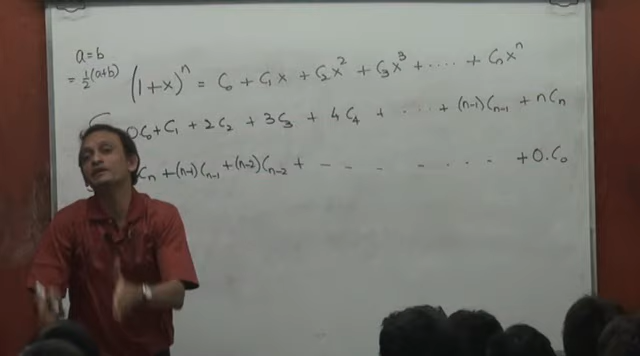 a=b
= ½(a+b)
(1+x)ⁿ = C₀ + C₁x + C₂x² + C₃x³ + ‥‥ + Cₙxⁿ
0C₀ + C₁ + 2C₂ + 3C₃ + 4C₄ + ‥‥ + (n-1)Cₙ₋₁ + nCₙ
Cₙ + (n-1)Cₙ₋₁ + (n-2)Cₙ₋₂ + - - - - · · · + 0.C₀